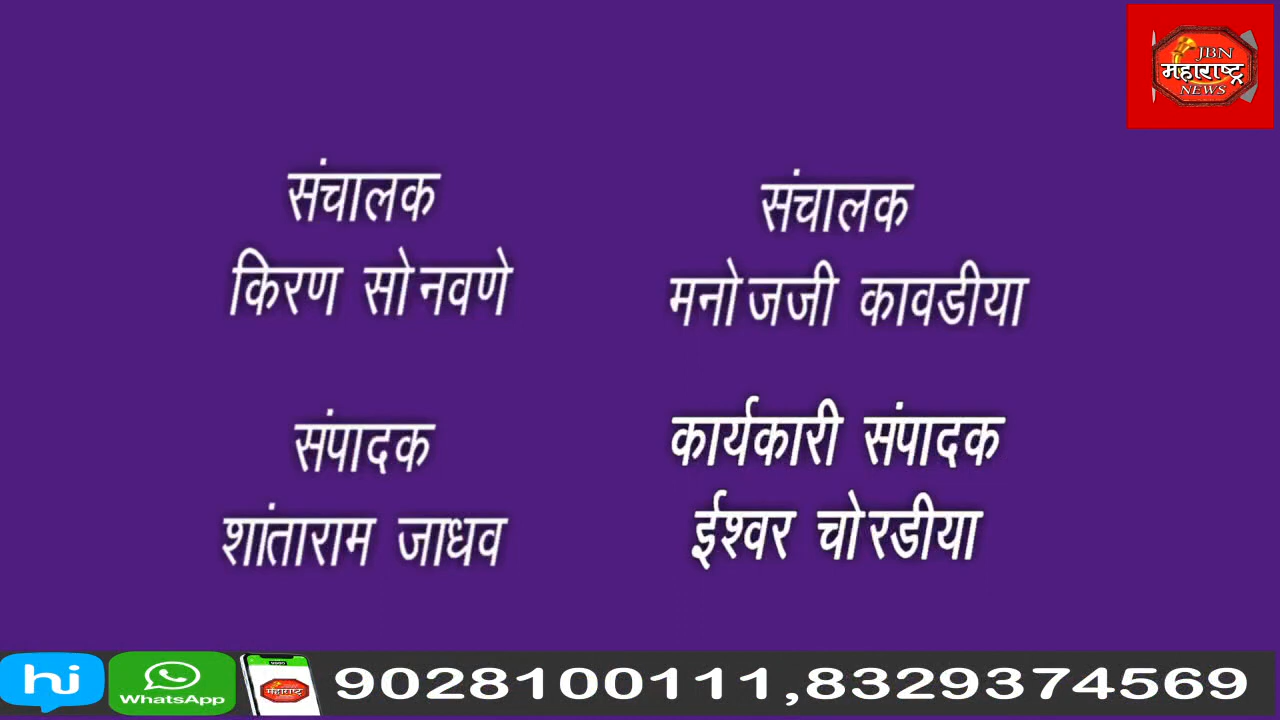 JBN
महाराष्ट्र
NEWS
संचालक
किरण सोनवणे
संचालक
मनोजजी कावडीया
संपादक
शांताराम जाधव
कार्यकारी संपादक
ईश्वर चोरडीया
hi
WhatsApp
महाराष्ट्र
9028100111,8329374569